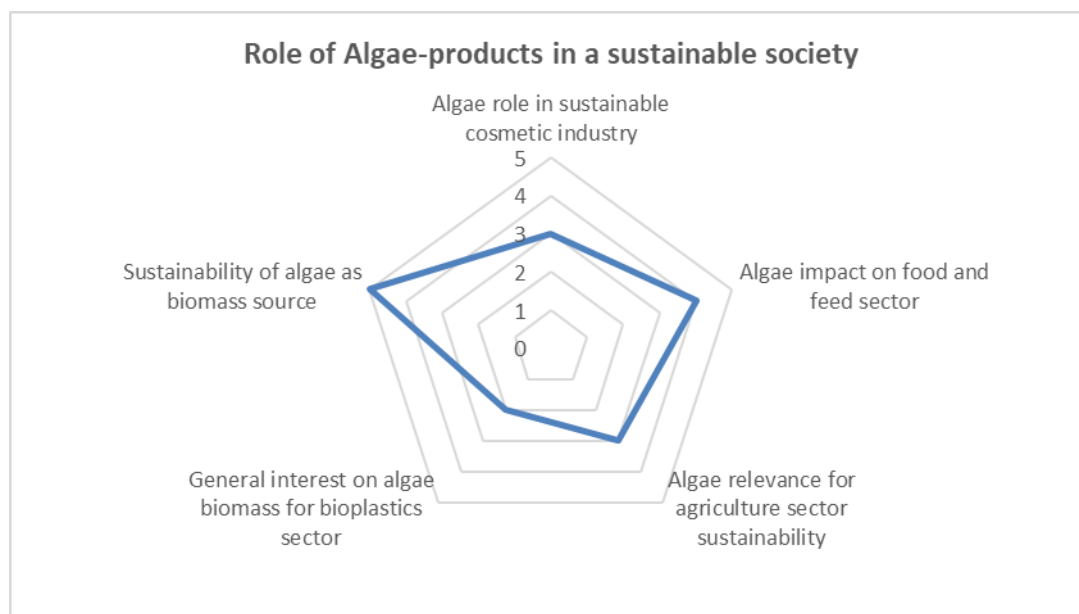 Role of Algae-products in a sustainable society
Algae role in sustainable
cosmetic industry
5
4
3
2
1
0
Algae impact on food and
feed sector
Algae relevance for
agriculture sector
sustainability
General interest on algae
biomass for bioplastics
sector
Sustainability of algae as
biomass source